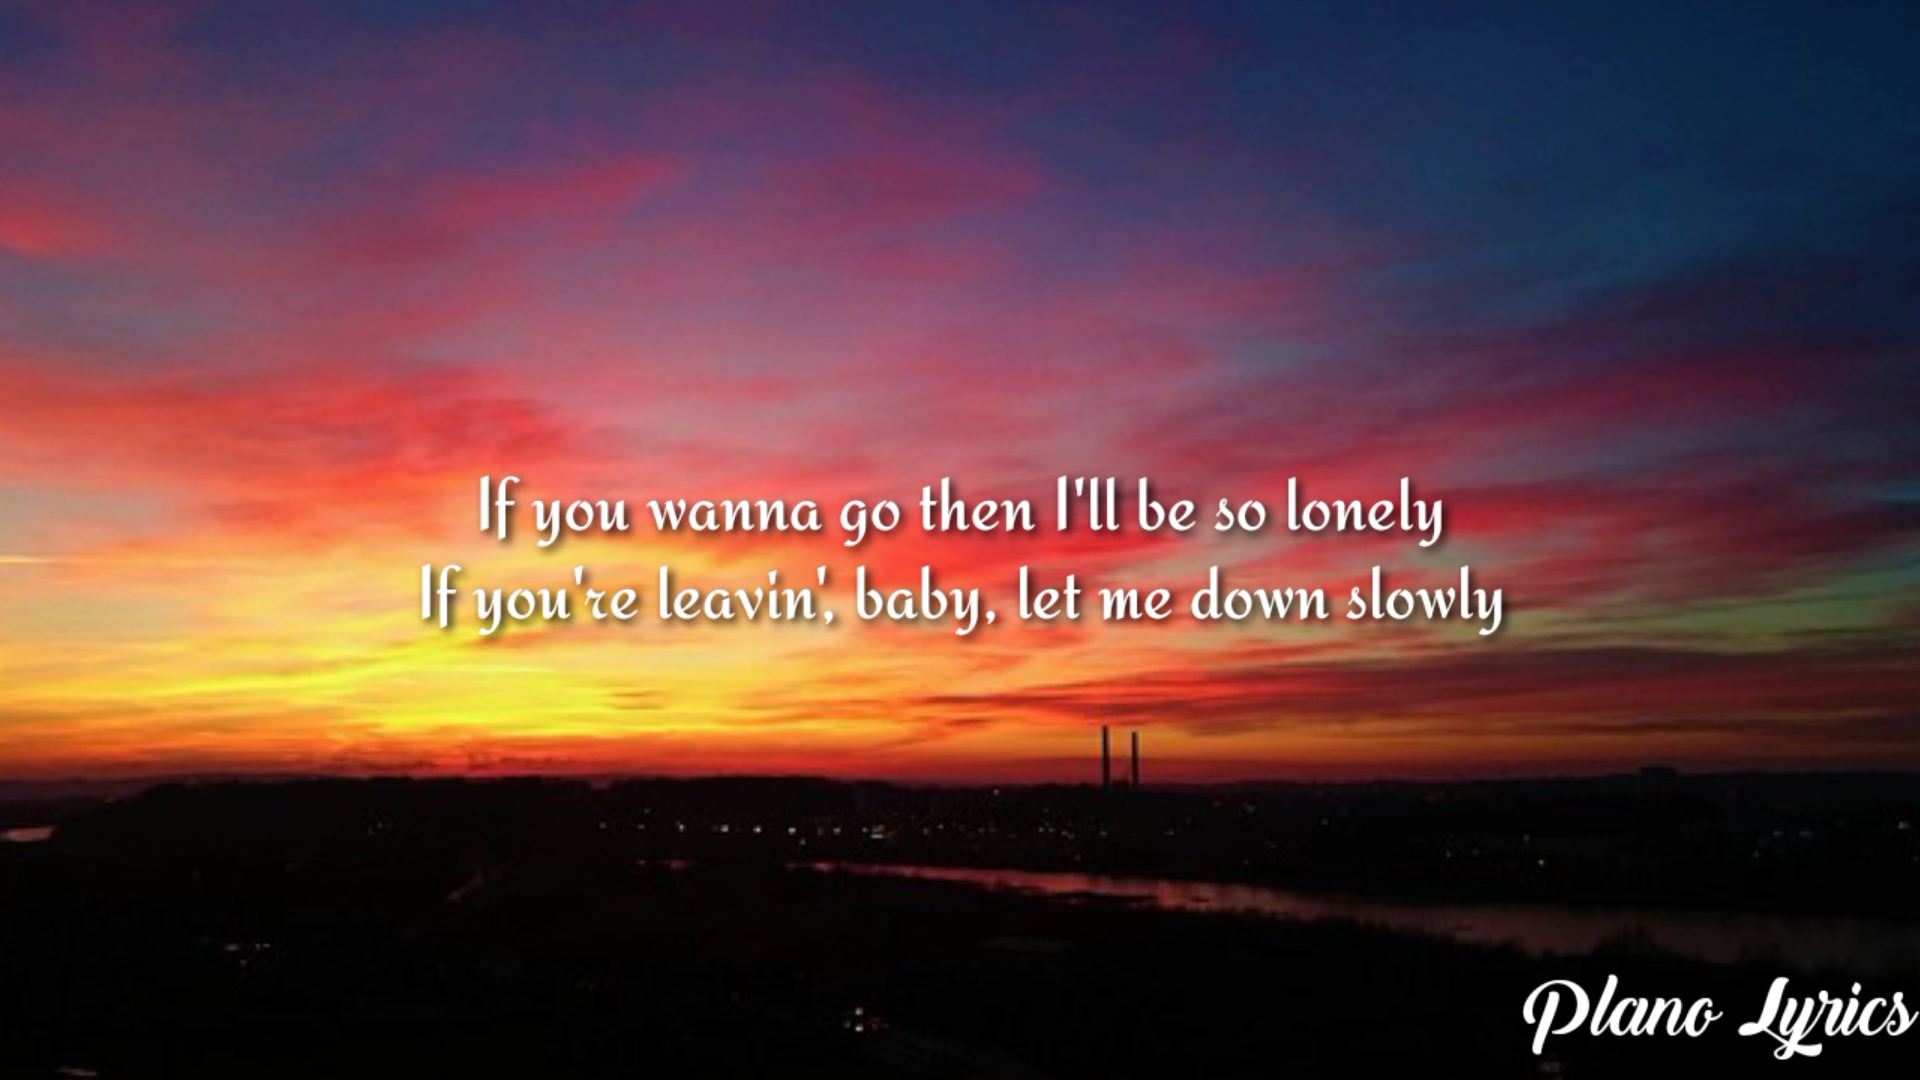 If you wanna go then I'll be so lonely
If you're leavin', baby, let me down slowly
Plano Lyrics